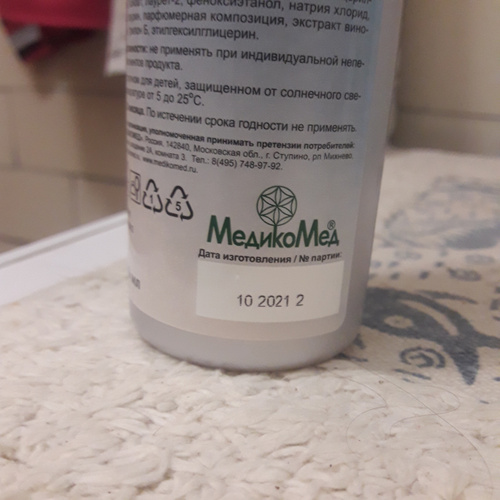 лаурет-2, феноксиэтанол, натрия хлорид,
парфюмерная композиция, экстракт вино-
Б, этилгексилглицерин.
не применять при индивидуальной непе-
продукта.
для детей, защищенном от солнечного све-
от 5 до 25°C.
По истечении срока годности не применять.
уполномоченная принимать претензии потребителей:
Россия, 142840, Московская обл., г. Ступино, рп Михнево,
2А, комната 3. Тел.: 8(495) 748-97-92.
www.medikomed.ru
1 5
МедикоМед®
Дата изготовления / № партии:
10 2021 2